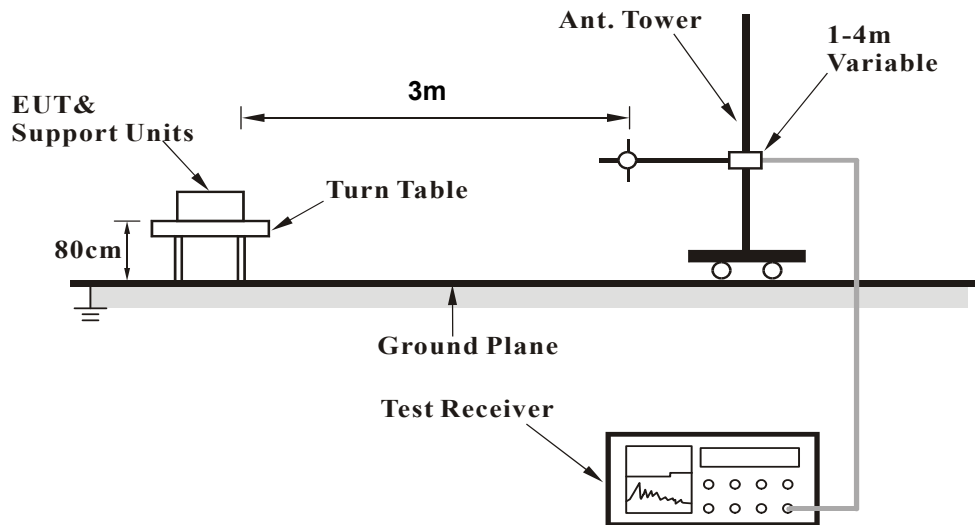 Ant. Tower
1-4m
Variable
3m
EUT&
Support Units
Turn Table
80cm
Ground Plane
Test Receiver